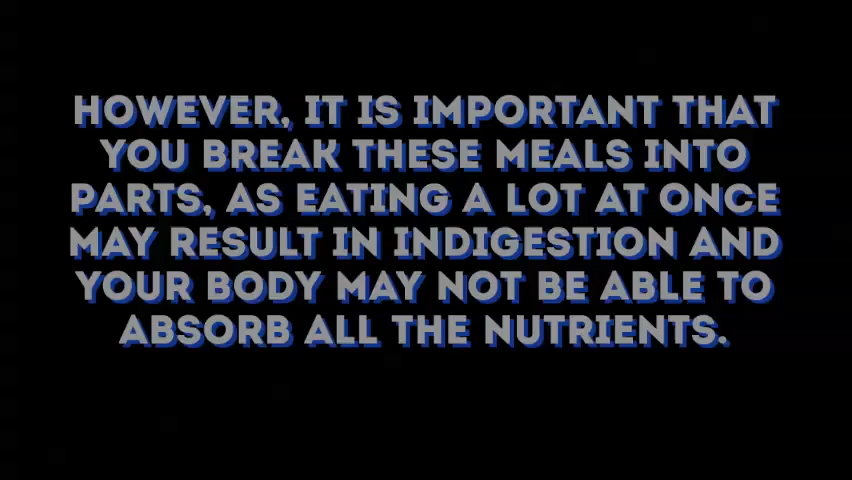 HOWEVER, IT IS IMPORTANT THAT
YOU BREAK THESE MEALS INTO
PARTS, AS EATING A LOT AT ONCE
MAY RESULT IN INDIGESTION AND
YOUR BODY MAY NOT BE ABLE TO
ABSORB ALL THE NUTRIENTS.